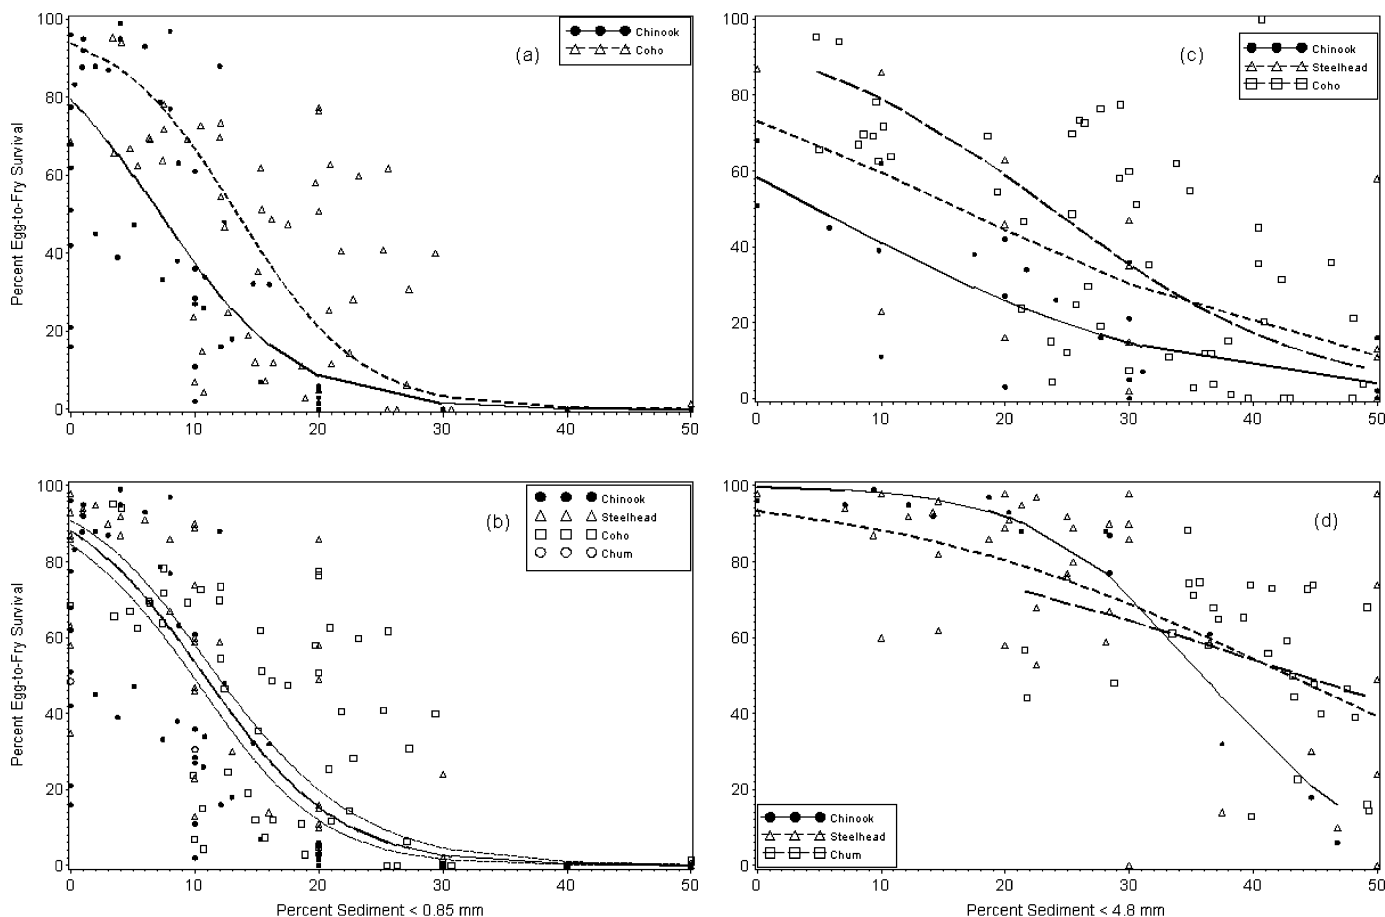 100
80
60
40
20
0
0
10
20
30
40
50
Percent Egg-to-Fry Survival
(a)
Chinook
Coho
100
80
60
40
20
0
0
10
20
30
40
50
(c)
Chinook
Steelhead
Coho
100
80
60
40
20
0
0
10
20
30
40
50
Percent Egg-to-Fry Survival
Percent Sediment < 0.85 mm
(b)
Chinook
Steelhead
Coho
Chum
100
80
60
40
20
0
0
10
20
30
40
50
Percent Sediment < 4.8 mm
(d)
Chinook
Steelhead
Chum